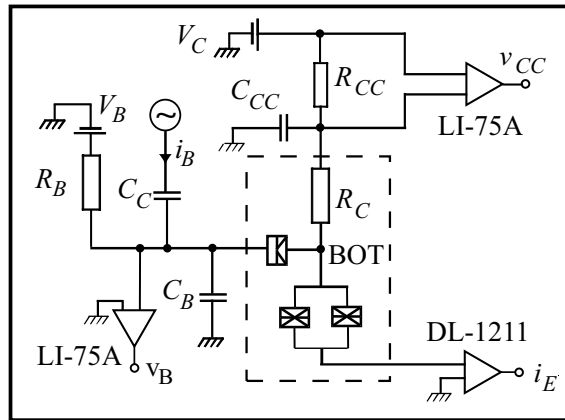 V_C
v_CC
R_CC
C_CC
LI-75A
V_B
i_B
R_B
C_C
R_C
BOT
C_B
DL-1211
LI-75A
v_B
i_E